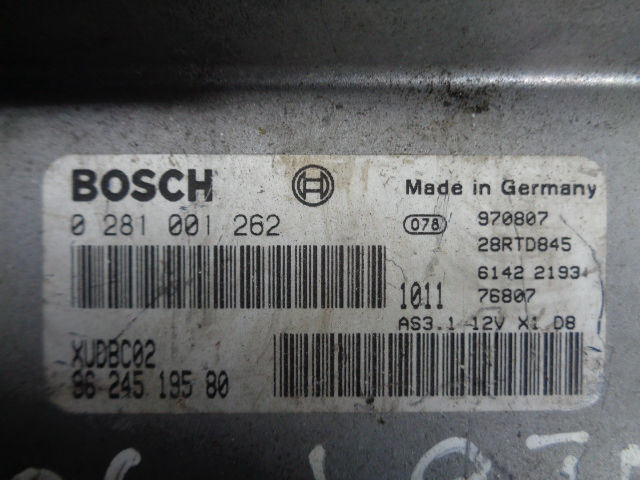 BOSCH
Made in Germany
0 281 001 262
078 970807
28RTD845
6142 2193
1011 76807
AS3.1 12V X1 D8
XUDBC02
96 245 195 80